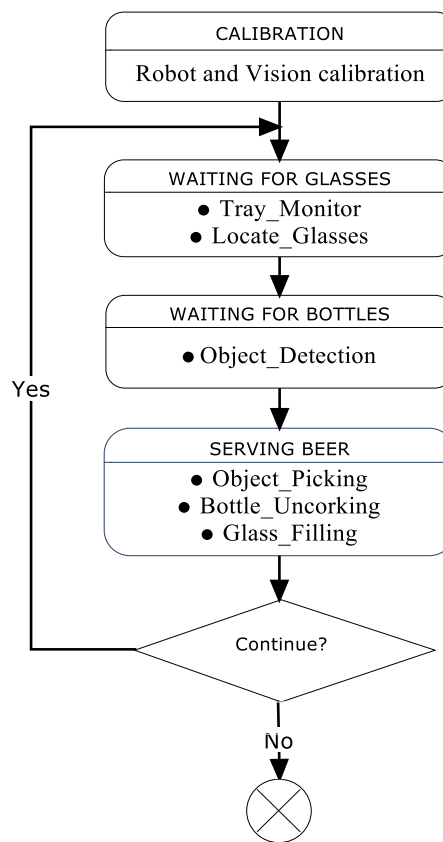 CALIBRATION
Robot and Vision calibration
WAITING FOR GLASSES
● Tray_Monitor
● Locate_Glasses
WAITING FOR BOTTLES
● Object_Detection
Yes
SERVING BEER
● Object_Picking
● Bottle_Uncorking
● Glass_Filling
Continue?
No